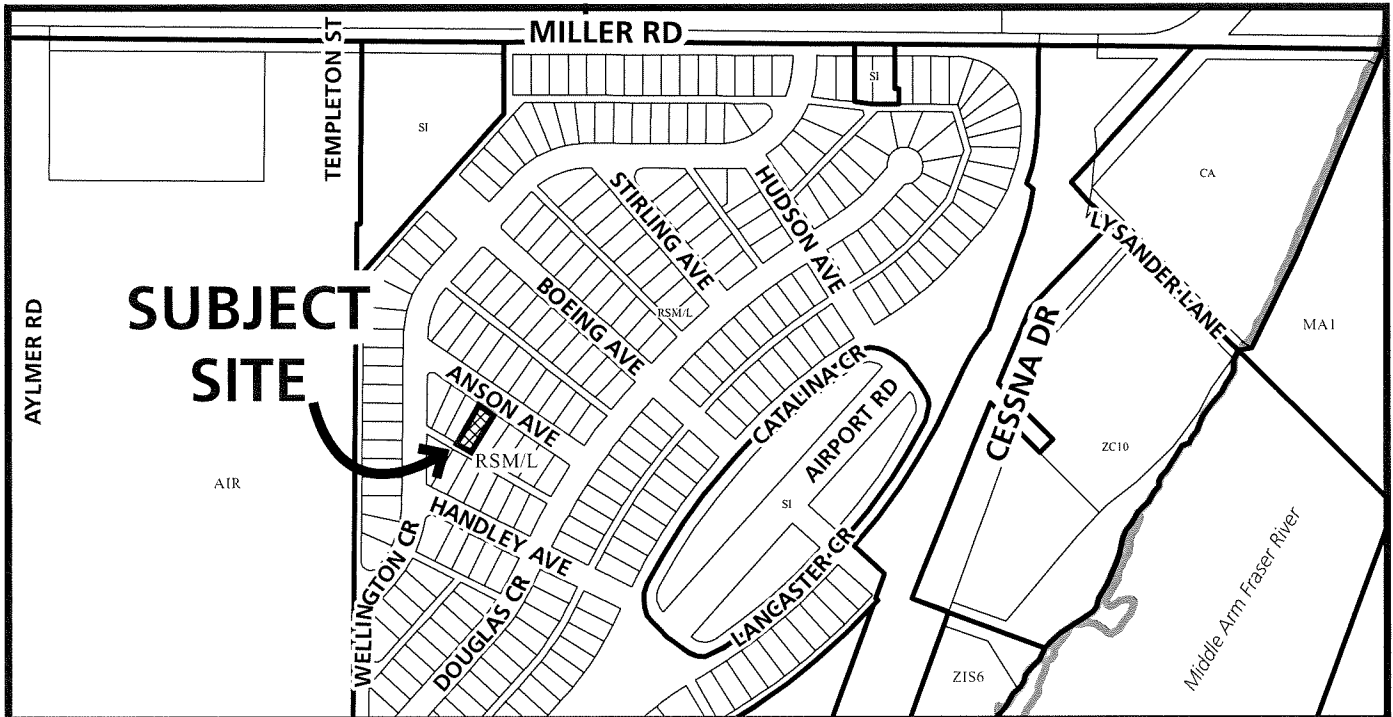 MILLER RD
TEMPLETON ST
SI
SI
CA
STIRLING AVE
HUDSON AVE
LYSANDER LANE
SUBJECT
SITE
BOEING AVE
RSM/L
MA1
AYLMER RD
CATALINA CR
CESSNA DR
ANSON AVE
AIRPORT RD
ZC10
RSM/L
AIR
SI
HANDLEY AVE
WELLINGTON CR
DOUGLAS CR
LANCASTER CR
ZIS6
Middle Arm Fraser River